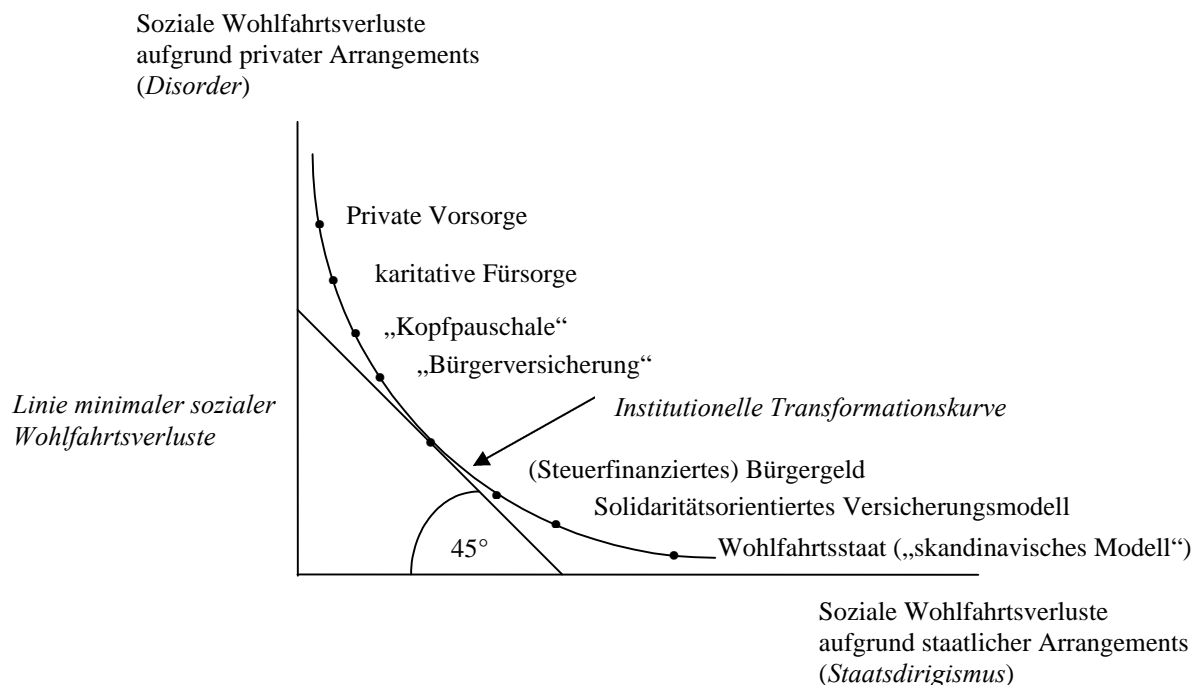 Soziale Wohlfahrtsverluste
aufgrund privater Arrangements
(Disorder)
Private Vorsorge
karitative Fürsorge
„Kopfpauschale“
„Bürgerversicherung“
Linie minimaler sozialer
Wohlfahrtsverluste
Institutionelle Transformationskurve
(Steuerfinanziertes) Bürgergeld
Solidaritätsorientiertes Versicherungsmodell
45°
Wohlfahrtsstaat („skandinavisches Modell“)
Soziale Wohlfahrtsverluste
aufgrund staatlicher Arrangements
(Staatsdirigismus)